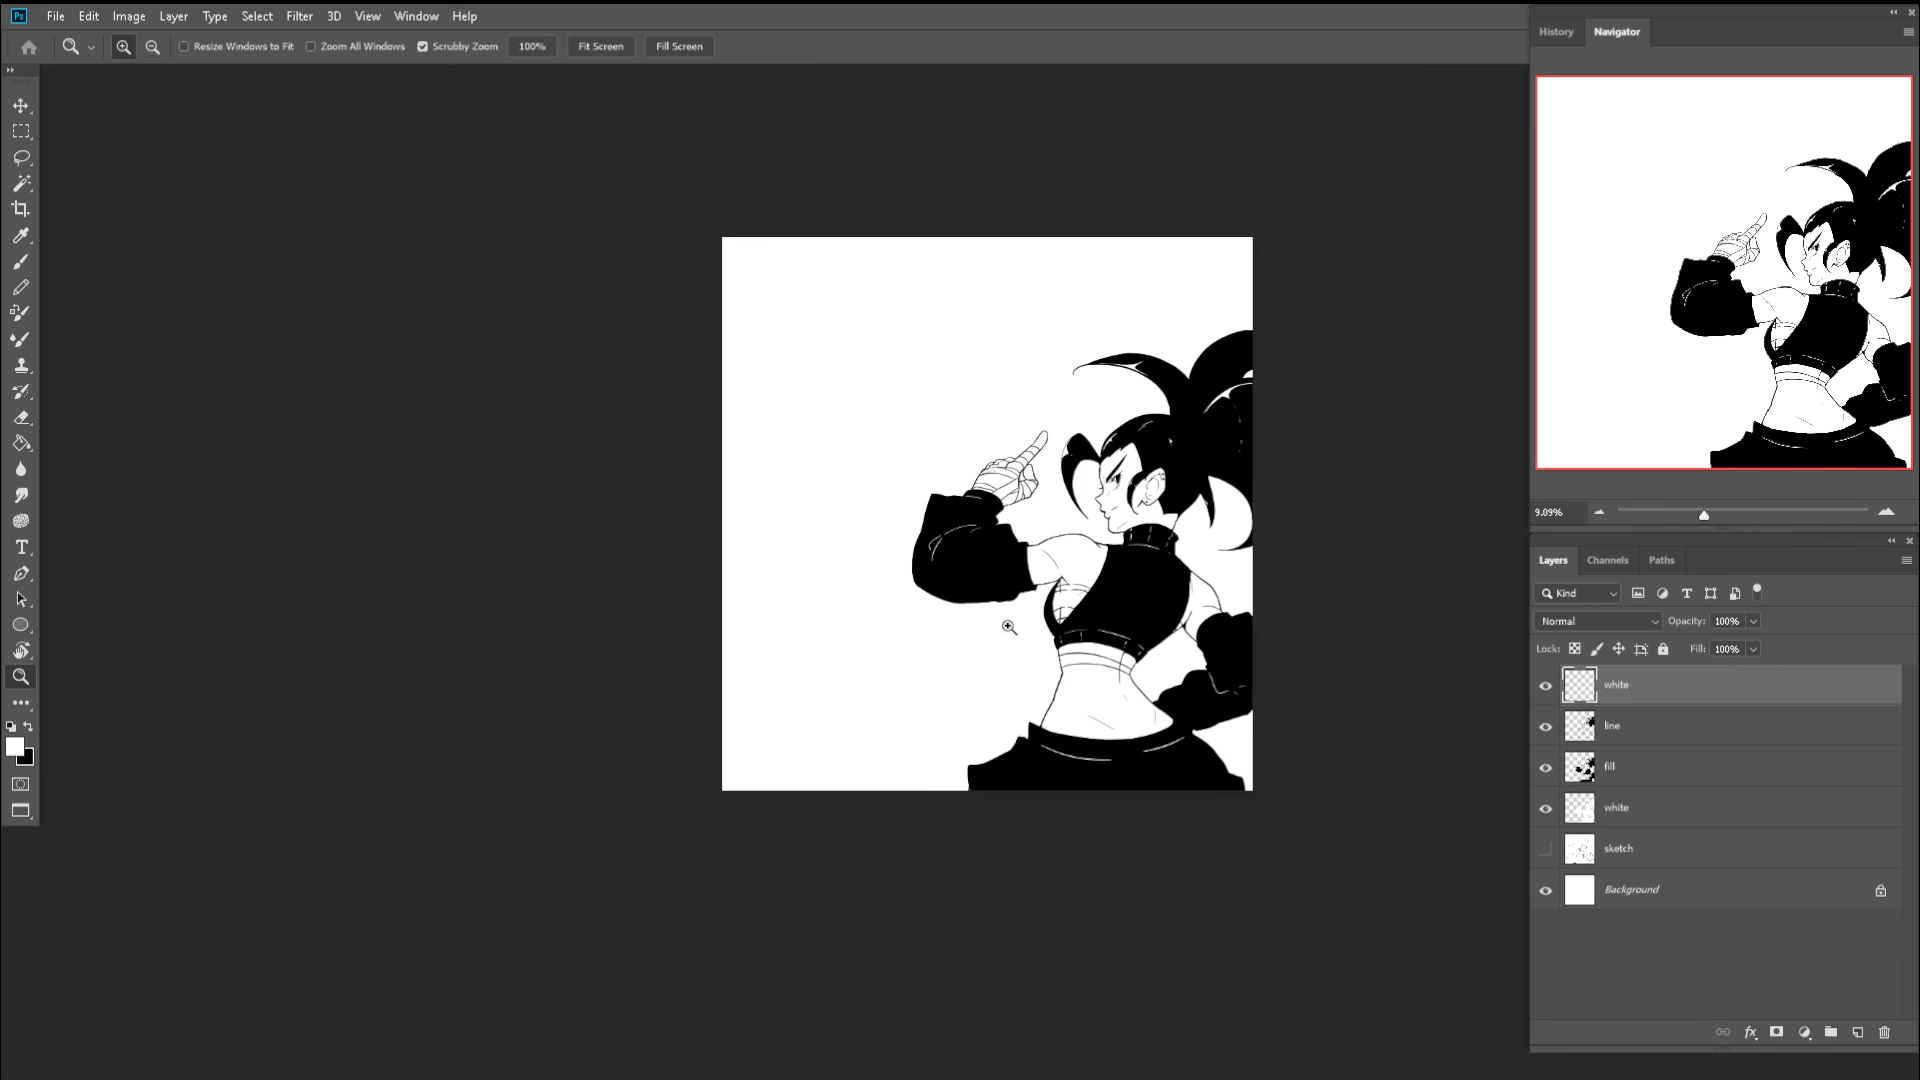 Ps File Edit Image Layer Type Select Filter 3D View Window Help
Resize Windows to Fit Zoom All Windows Scrubby Zoom 100% Fit Screen Fill Screen
History Navigator
9.09%
Layers Channels Paths
Kind
Normal Opacity: 100%
Lock: Fill: 100%
white
line
fill
white
sketch
Background
fx